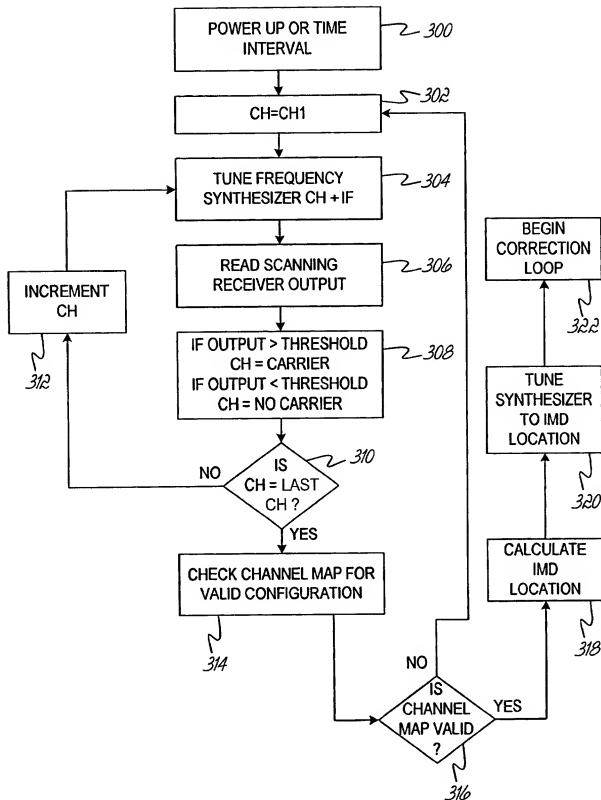 POWER UP OR TIME
INTERVAL
300
CH=CH1
302
TUNE FREQUENCY
SYNTHESIZER CH + IF
304
READ SCANNING
RECEIVER OUTPUT
306
IF OUTPUT > THRESHOLD
CH = CARRIER
IF OUTPUT < THRESHOLD
CH = NO CARRIER
308
INCREMENT
CH
312
IS
CH = LAST
CH ?
310
NO
YES
CHECK CHANNEL MAP FOR
VALID CONFIGURATION
314
IS
CHANNEL
MAP VALID
?
316
NO
YES
CALCULATE
IMD
LOCATION
318
TUNE
SYNTHESIZER
TO IMD
LOCATION
320
BEGIN
CORRECTION
LOOP
322